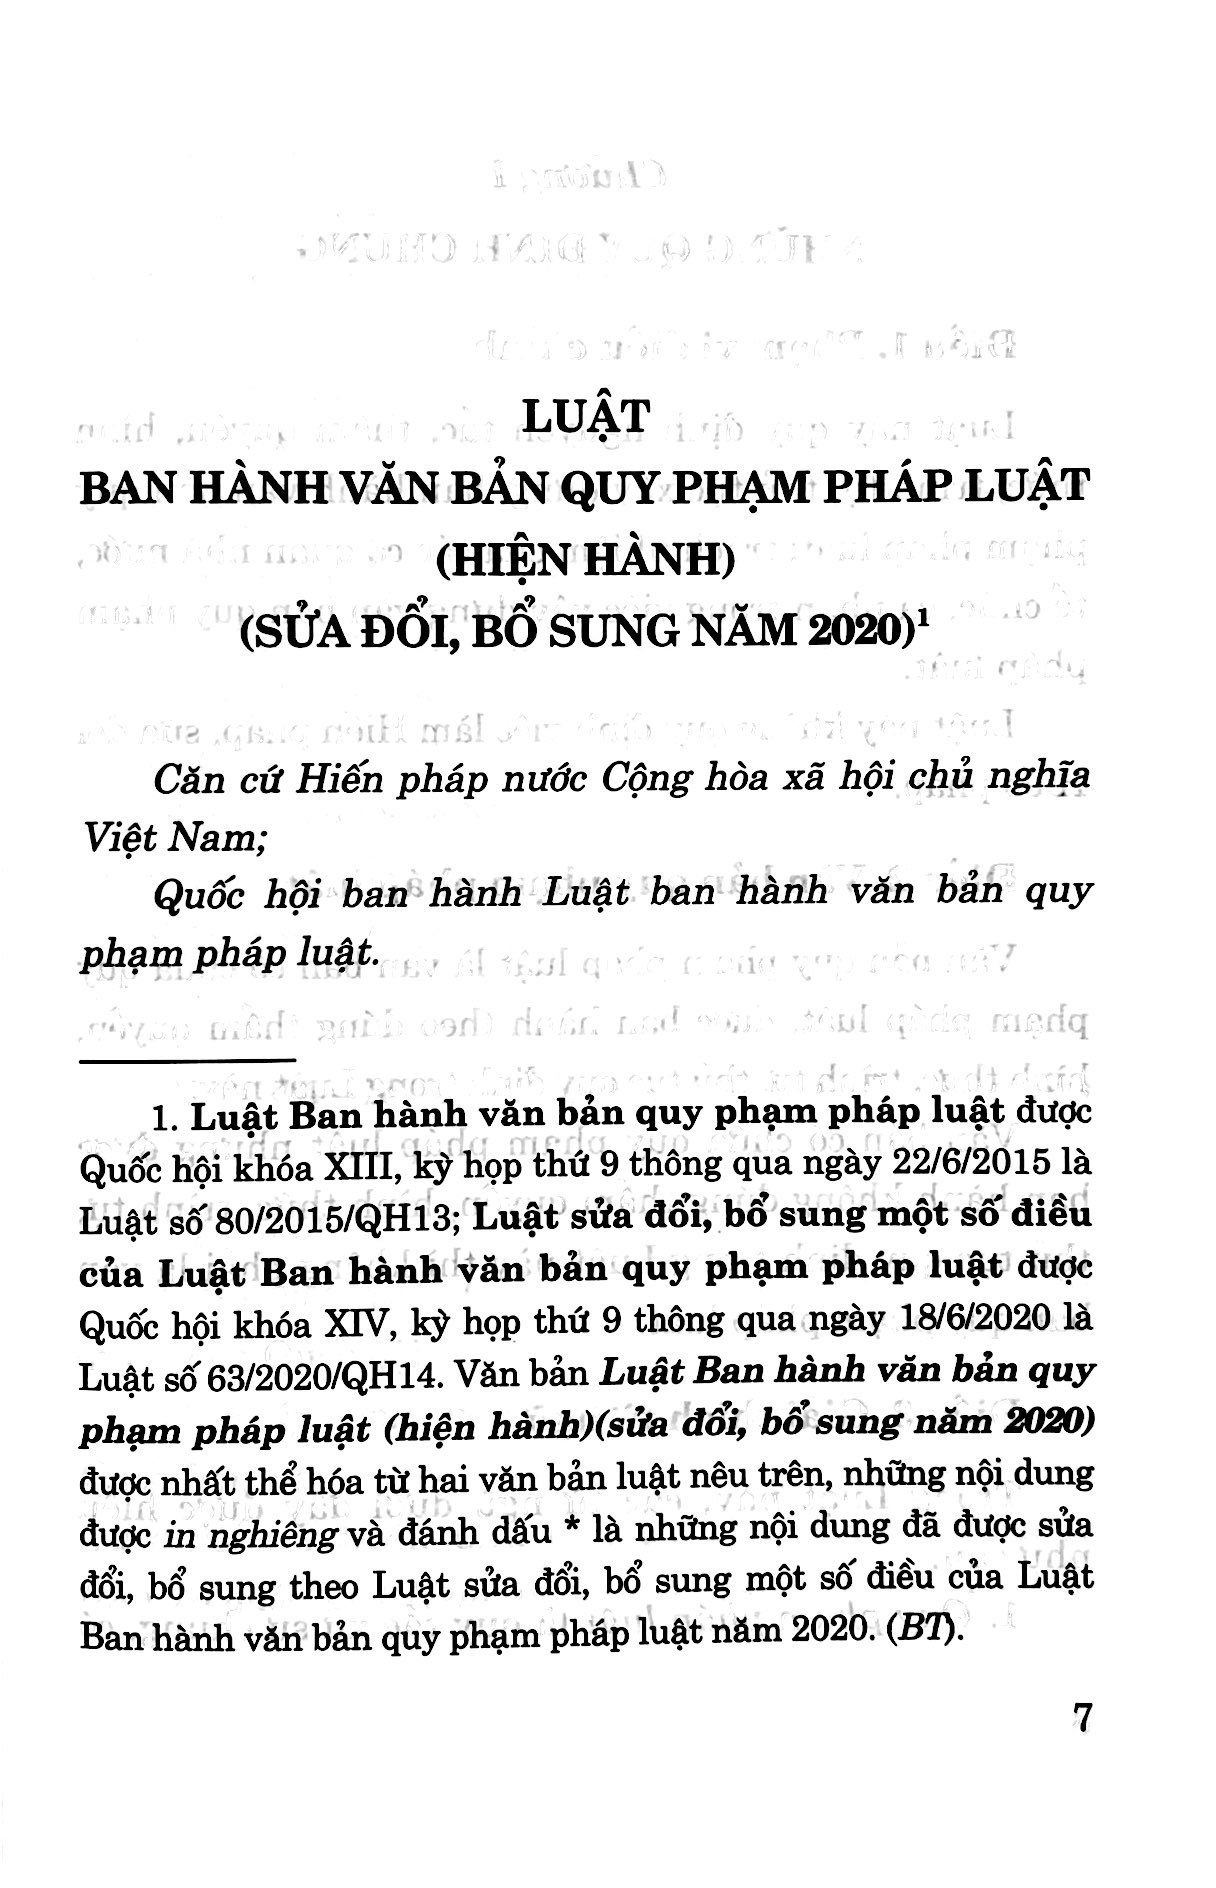 LUẬT
BAN HÀNH VĂN BẢN QUY PHẠM PHÁP LUẬT
(HIỆN HÀNH)
(SỬA ĐỔI, BỔ SUNG NĂM 2020)¹
Căn cứ Hiến pháp nước Cộng hòa xã hội chủ nghĩa
Việt Nam;
Quốc hội ban hành Luật ban hành văn bản quy
phạm pháp luật.
1. Luật Ban hành văn bản quy phạm pháp luật được
Quốc hội khóa XIII, kỳ họp thứ 9 thông qua ngày 22/6/2015 là
Luật số 80/2015/QH13; Luật sửa đổi, bổ sung một số điều
của Luật Ban hành văn bản quy phạm pháp luật được
Quốc hội khóa XIV, kỳ họp thứ 9 thông qua ngày 18/6/2020 là
Luật số 63/2020/QH14. Văn bản Luật Ban hành văn bản quy
phạm pháp luật (hiện hành)(sửa đổi, bổ sung năm 2020)
được nhất thể hóa từ hai văn bản luật nêu trên, những nội dung
được in nghiêng và đánh dấu * là những nội dung đã được sửa
đổi, bổ sung theo Luật sửa đổi, bổ sung một số điều của Luật
Ban hành văn bản quy phạm pháp luật năm 2020. (BT).
7